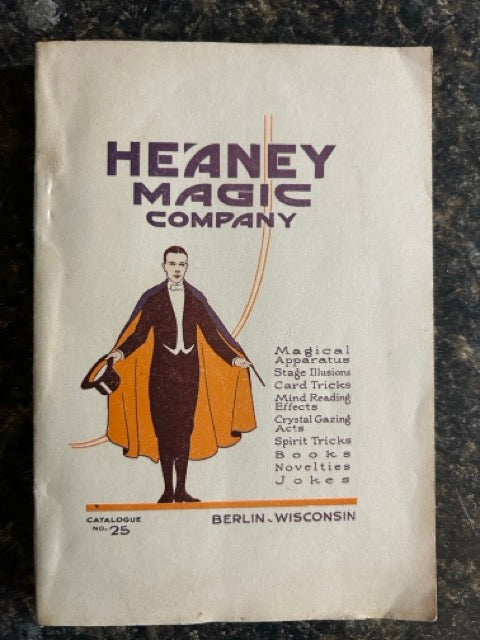 HEANEY
MAGIC
COMPANY
Magical
Apparatus
Stage Illusions
Card Tricks
Mind Reading
Effects
Crystal Gazing
Acts
Spirit Tricks
Books
Novelties
Jokes
CATALOGUE
NO. 25
BERLIN, WISCONSIN